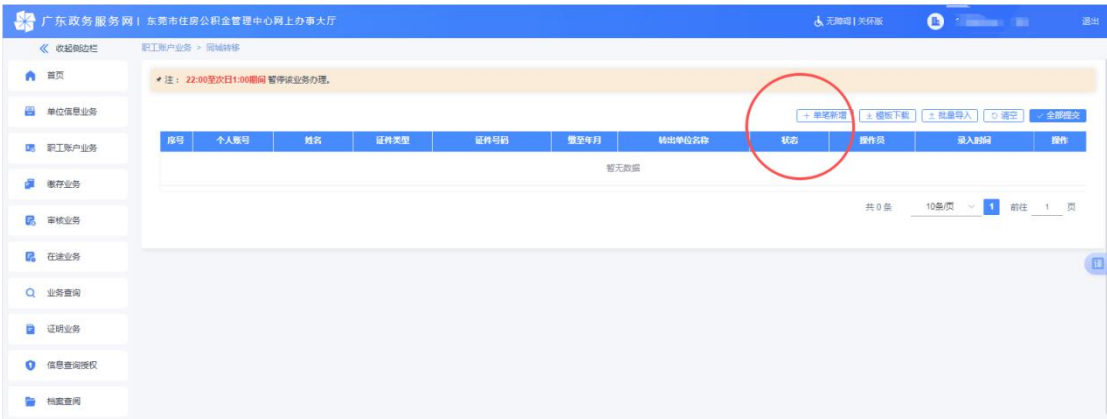 广东政务服务网 | 东莞市住房公积金管理中心网上办事大厅
无障碍 | 关怀版
退出
收起侧边栏
职工账户业务 > 同城转移
首页
注： 22:00至次日1:00期间 暂停该业务办理。
单位信息业务
+ 单笔新增 模板下载 批量导入 清空 全部提交
序号 个人账号 姓名 证件类型 证件号码 缴至年月 转出单位名称 状态 操作员 录入时间 操作
职工账户业务
暂无数据
缴存业务
共 0 条 10条/页 1 前往 1 页
审核业务
在途业务
业务查询
证明业务
信息查询授权
档案查阅